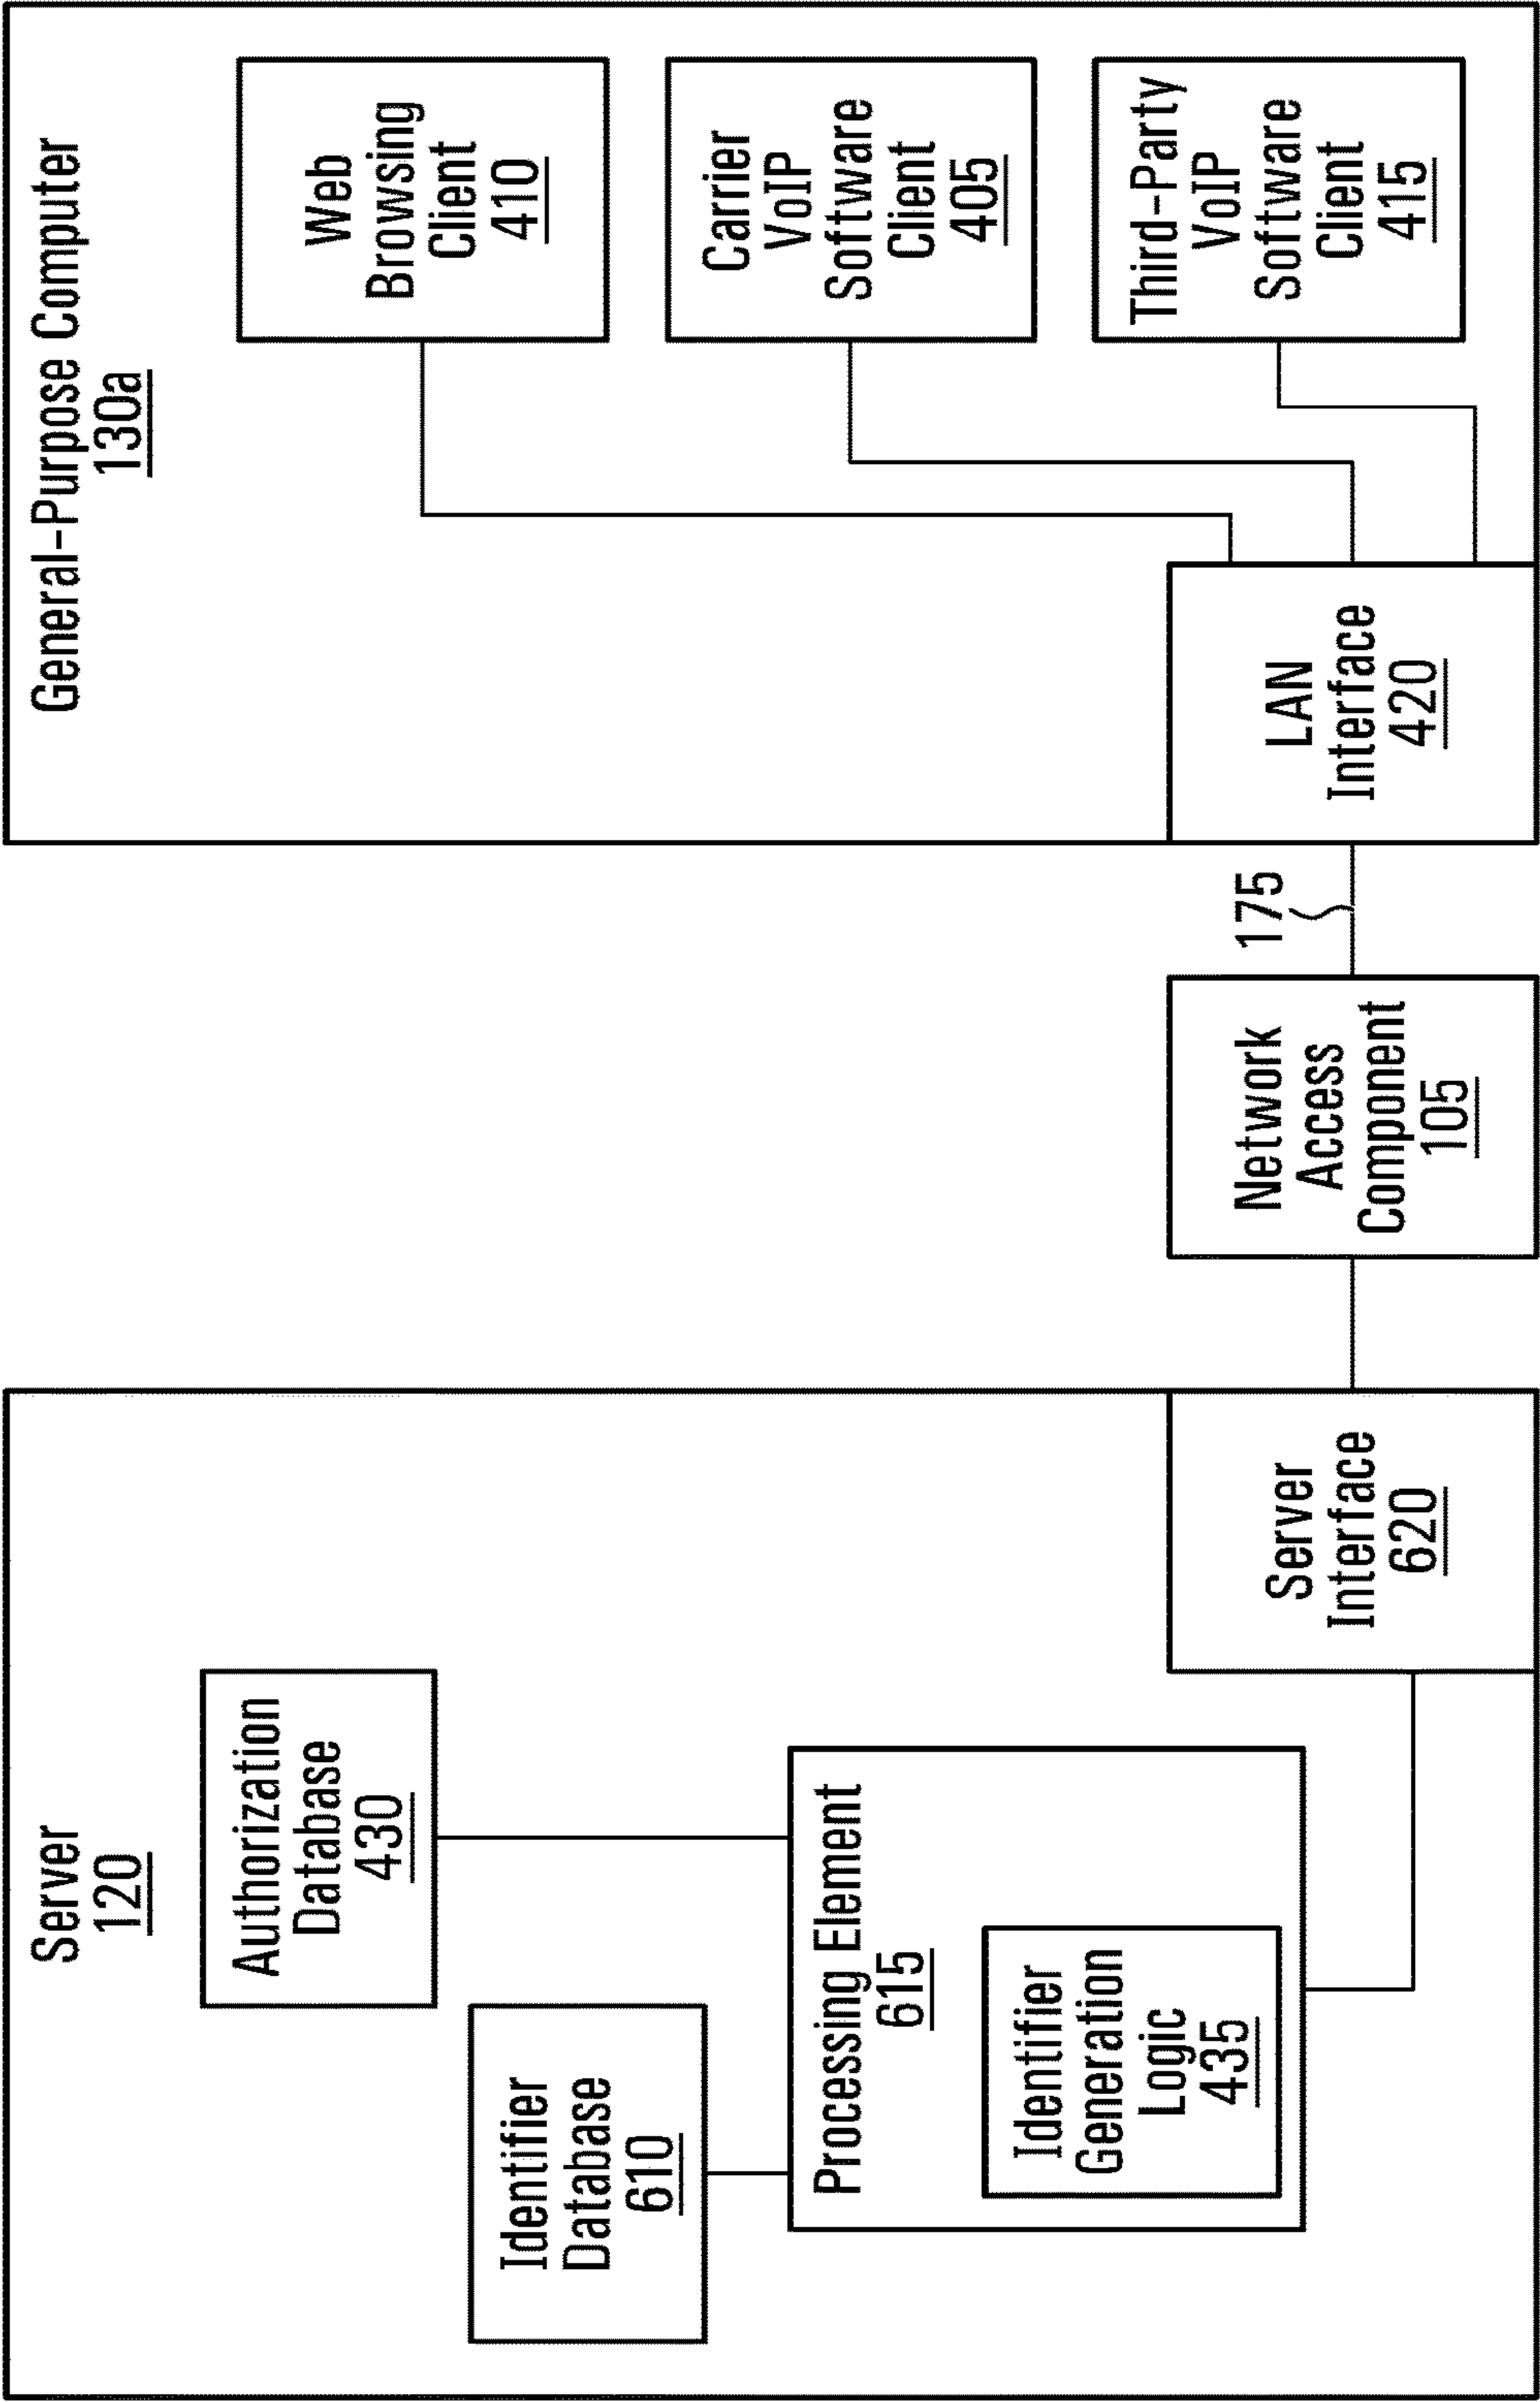 Server
120
Authorization
Database
430
Identifier
Database
610
Processing Element
615
Identifier
Generation
Logic
435
Server
Interface
620
Network
Access
Component
105
175
General-Purpose Computer
130a
Web
Browsing
Client
410
Carrier
VoIP
Software
Client
405
Third-Party
VoIP
Software
Client
415
LAN
Interface
420